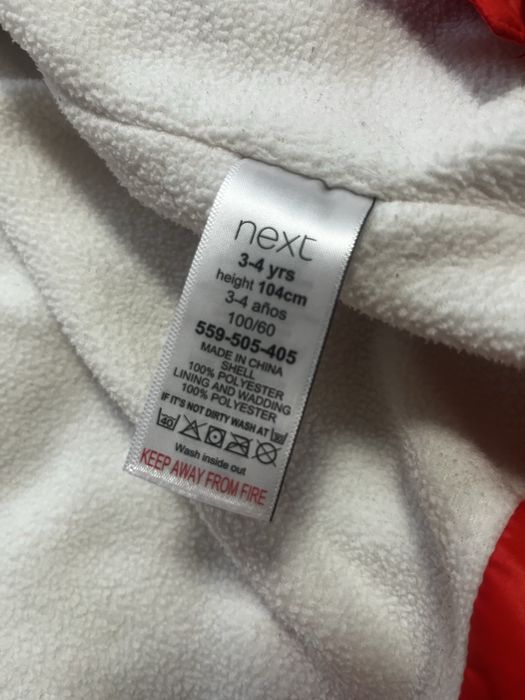 next
3-4 yrs
height 104cm
3-4 años
100/60
559-505-405
MADE IN CHINA
SHELL
100% POLYESTER
LINING AND WADDING
100% POLYESTER
IF IT'S NOT DIRTY WASH AT 30
40
Wash inside out
KEEP AWAY FROM FIRE